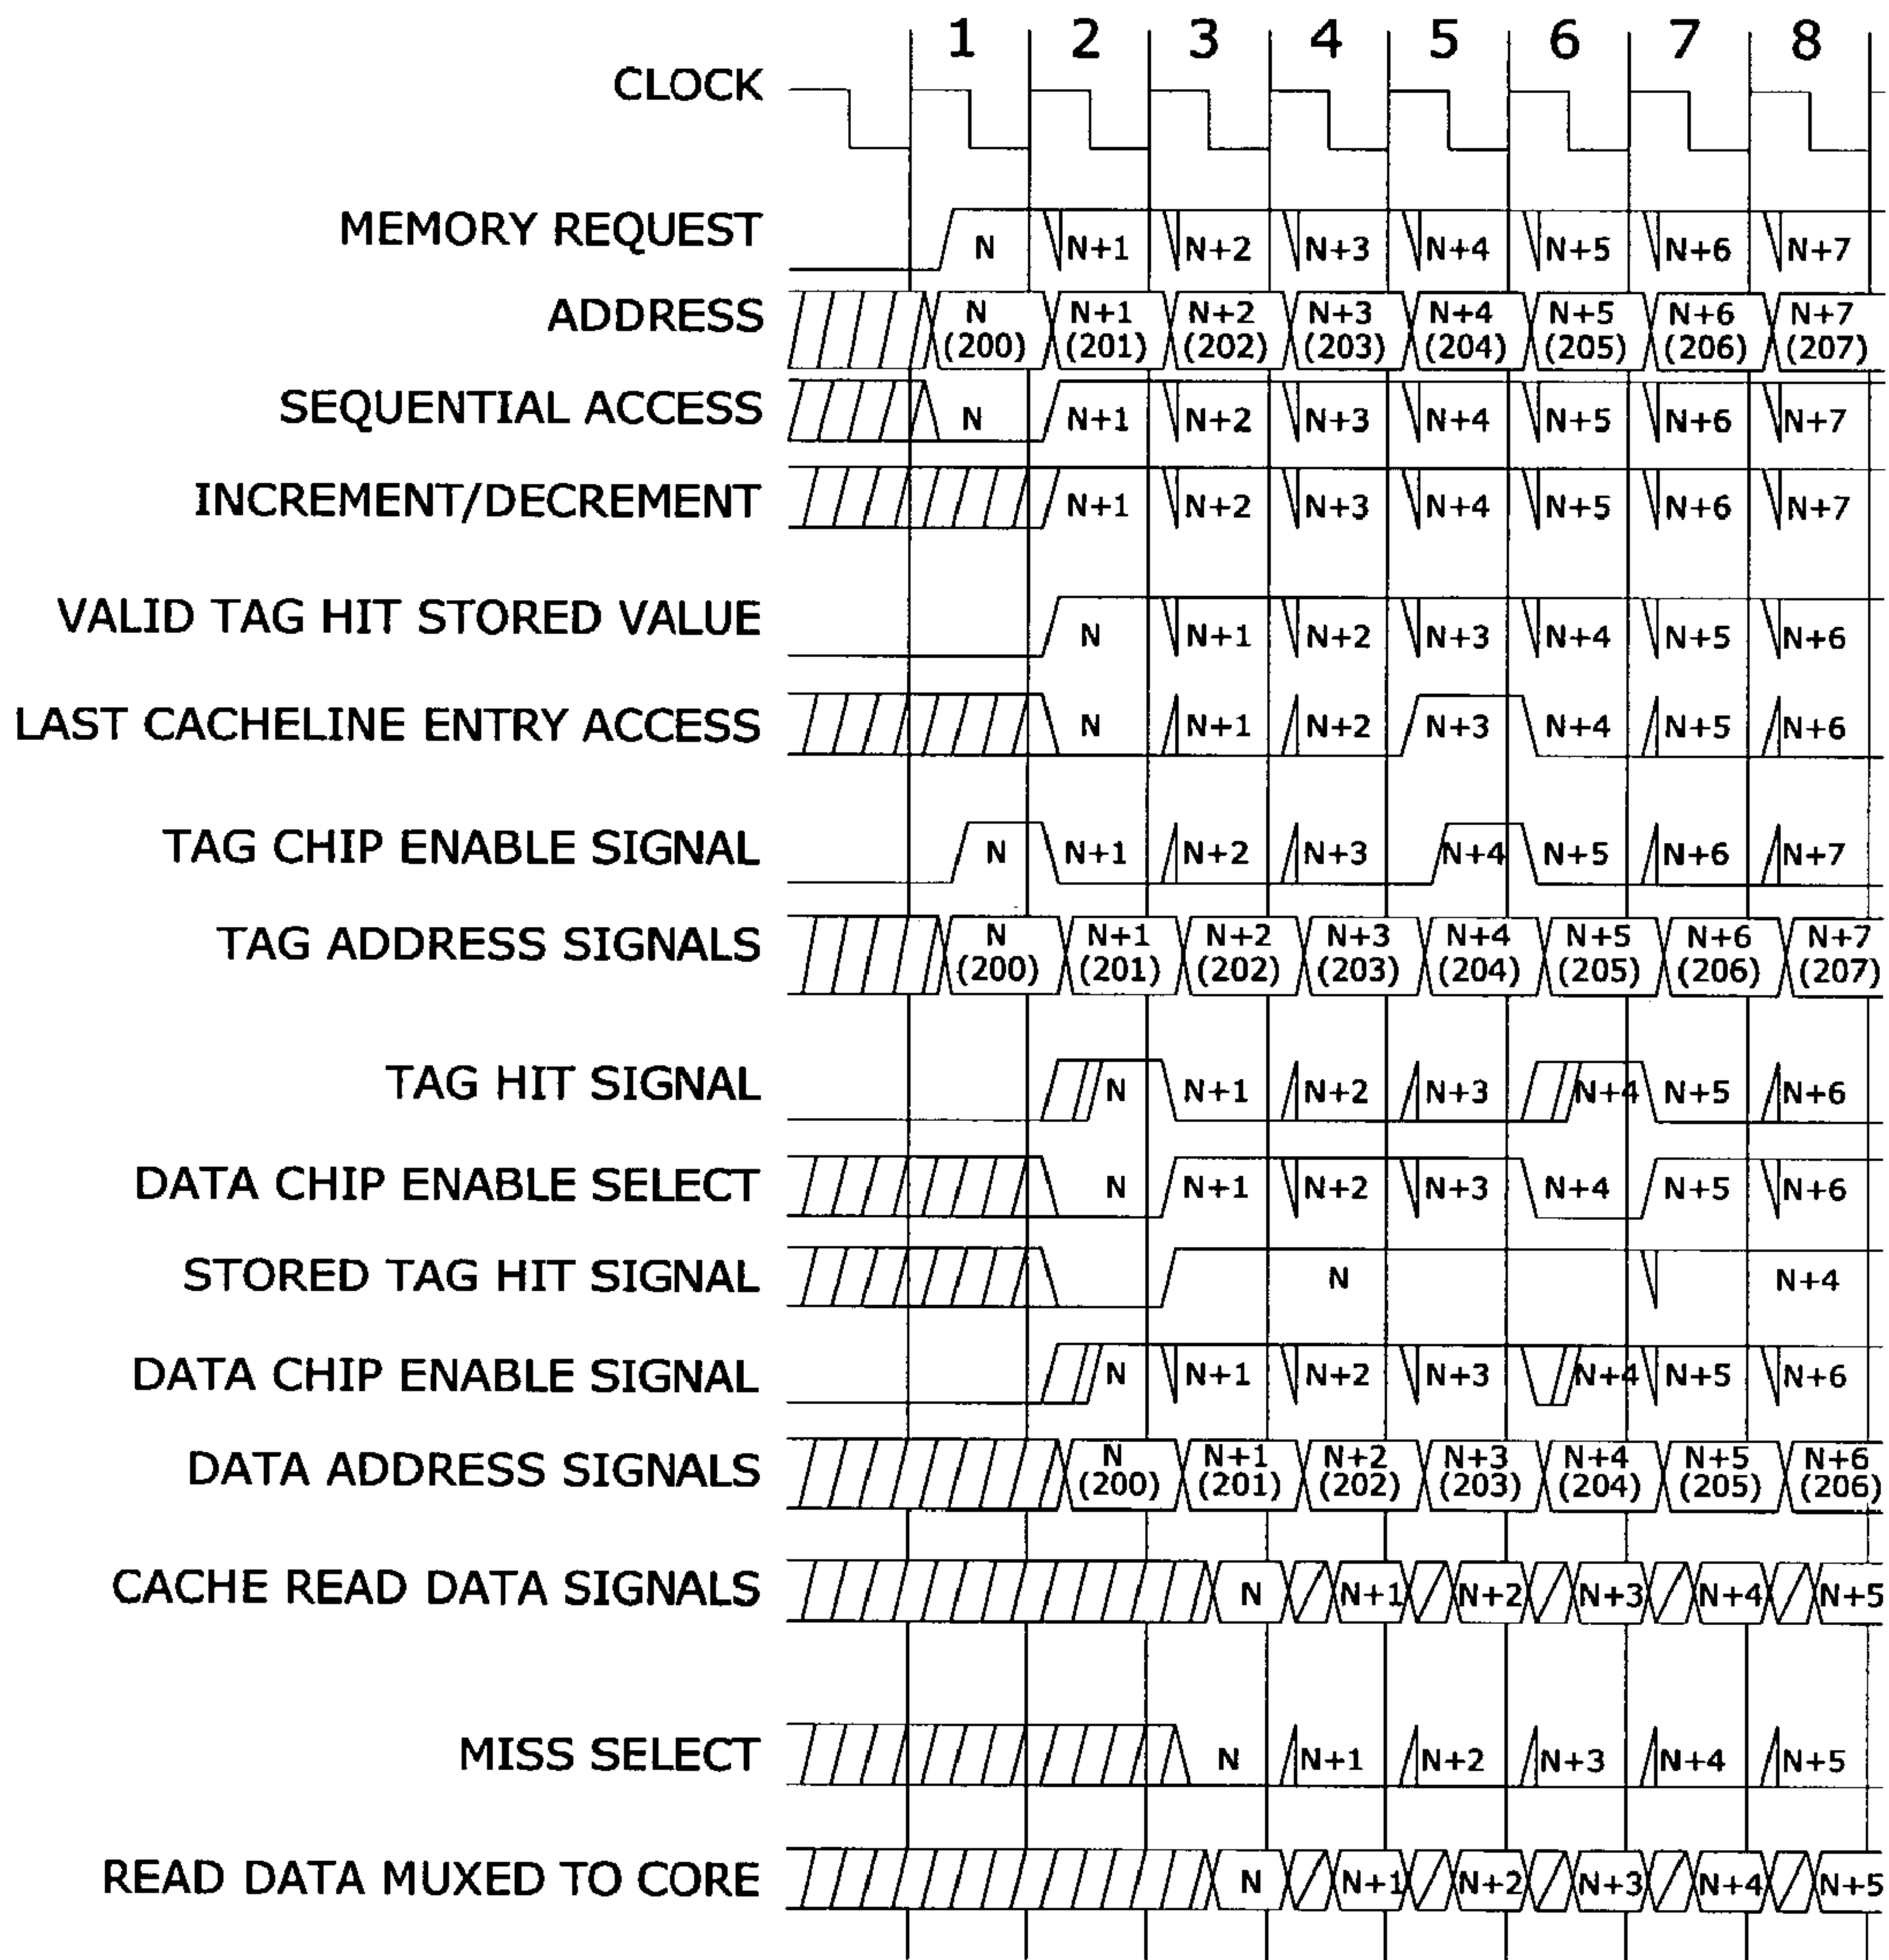 1 2 3 4 5 6 7 8
CLOCK
MEMORY REQUEST N N+1 N+2 N+3 N+4 N+5 N+6 N+7
ADDRESS N (200) N+1 (201) N+2 (202) N+3 (203) N+4 (204) N+5 (205) N+6 (206) N+7 (207)
SEQUENTIAL ACCESS N N+1 N+2 N+3 N+4 N+5 N+6 N+7
INCREMENT/DECREMENT N+1 N+2 N+3 N+4 N+5 N+6 N+7
VALID TAG HIT STORED VALUE N N+1 N+2 N+3 N+4 N+5 N+6
LAST CACHELINE ENTRY ACCESS N N+1 N+2 N+3 N+4 N+5 N+6
TAG CHIP ENABLE SIGNAL N N+1 N+2 N+3 N+4 N+5 N+6 N+7
TAG ADDRESS SIGNALS N (200) N+1 (201) N+2 (202) N+3 (203) N+4 (204) N+5 (205) N+6 (206) N+7 (207)
TAG HIT SIGNAL N N+1 N+2 N+3 N+4 N+5 N+6
DATA CHIP ENABLE SELECT N N+1 N+2 N+3 N+4 N+5 N+6
STORED TAG HIT SIGNAL N N+4
DATA CHIP ENABLE SIGNAL N N+1 N+2 N+3 N+4 N+5 N+6
DATA ADDRESS SIGNALS N (200) N+1 (201) N+2 (202) N+3 (203) N+4 (204) N+5 (205) N+6 (206)
CACHE READ DATA SIGNALS N N+1 N+2 N+3 N+4 N+5
MISS SELECT N N+1 N+2 N+3 N+4 N+5
READ DATA MUXED TO CORE N N+1 N+2 N+3 N+4 N+5